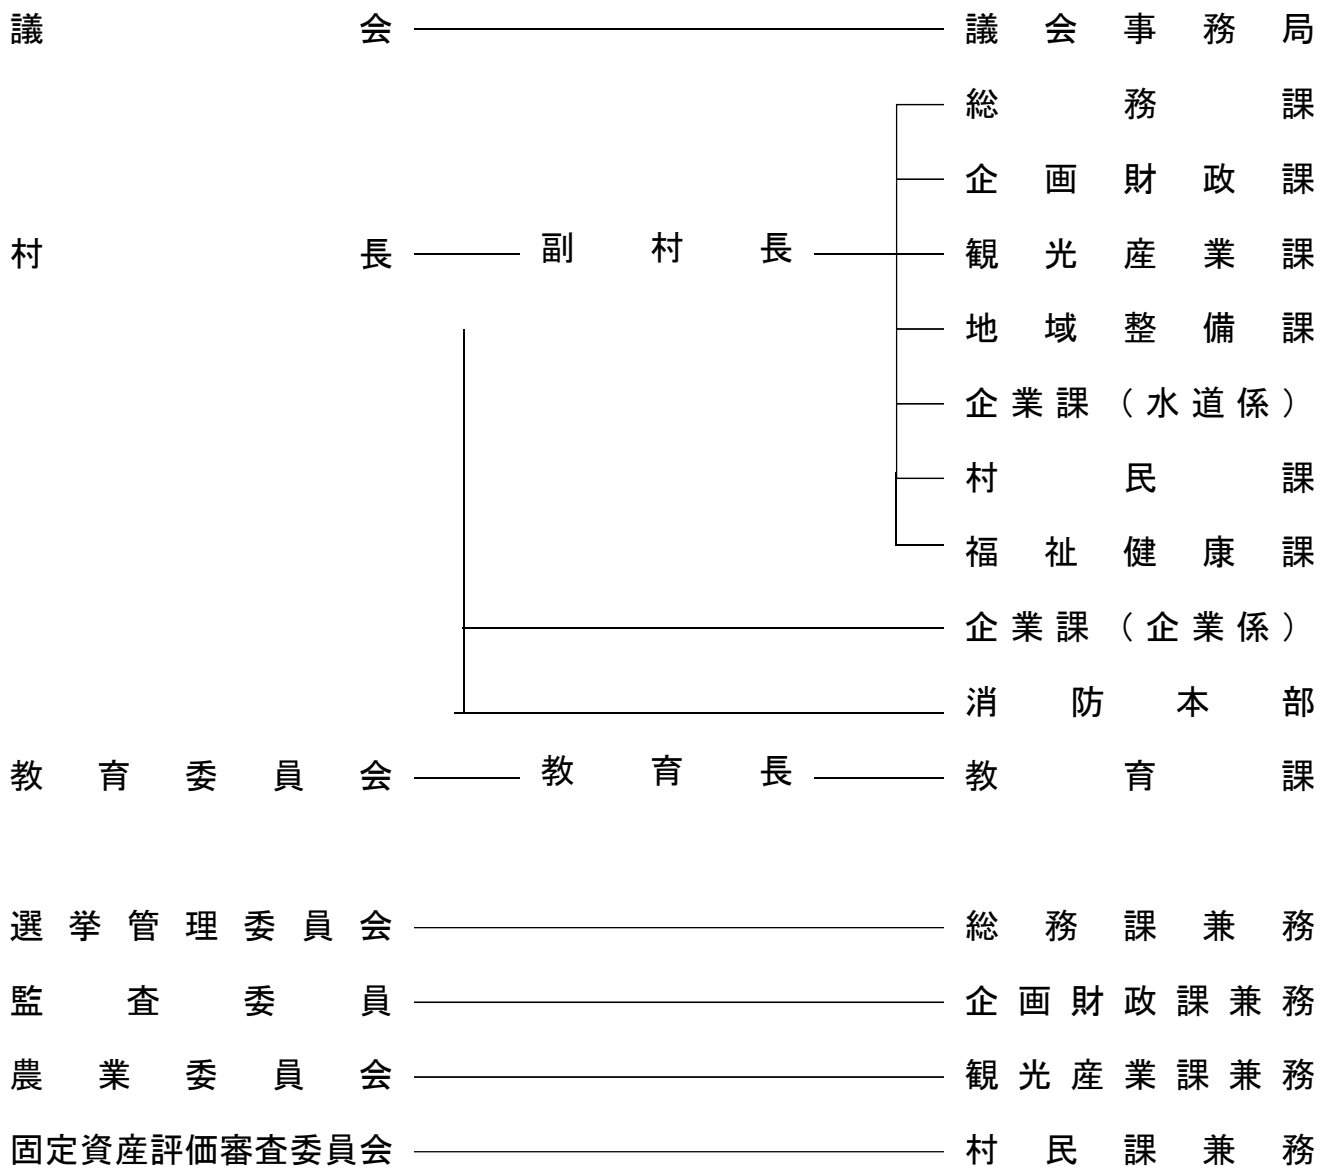 議会 議会事務局
総務課
企画財政課
村長 副村長 観光産業課
地域整備課
企業課（水道係）
村民課
福祉健康課
企業課（企業係）
消防本部
教育委員会 教育長 教育課
選挙管理委員会 総務課兼務
監査委員 企画財政課兼務
農業委員会 観光産業課兼務
固定資産評価審査委員会 村民課兼務